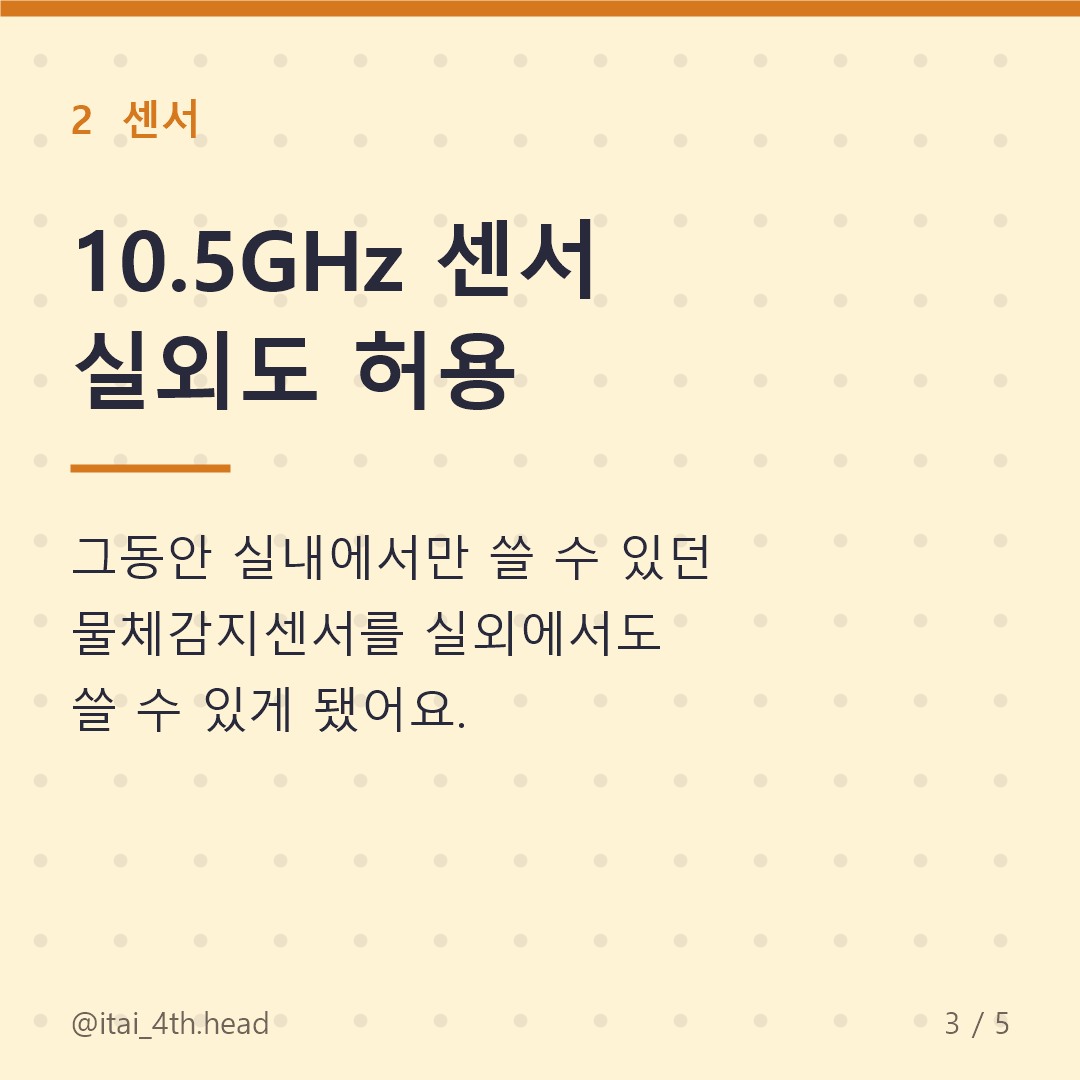 2 센서
10.5GHz 센서
실외도 허용
그동안 실내에서만 쓸 수 있던
물체감지센서를 실외에서도
쓸 수 있게 됐어요.
@itai_4th.head
3 / 5